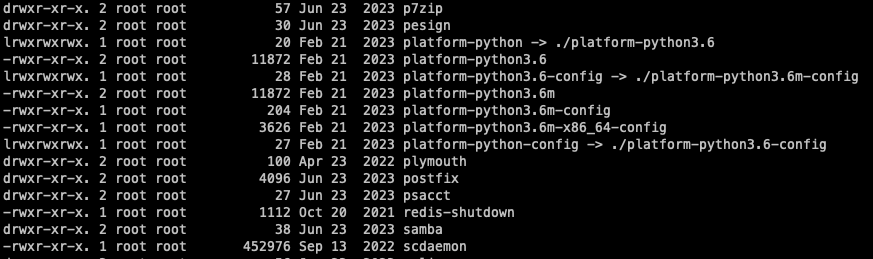 drwxr-xr-x. 2 root root 57 Jun 23 2023 p7zip
drwxr-xr-x. 2 root root 30 Jun 23 2023 pesign
lrwxrwxrwx. 1 root root 20 Feb 21 2023 platform-python -> ./platform-python3.6
-rwxr-xr-x. 2 root root 11872 Feb 21 2023 platform-python3.6
lrwxrwxrwx. 1 root root 28 Feb 21 2023 platform-python3.6-config -> ./platform-python3.6m-config
-rwxr-xr-x. 2 root root 11872 Feb 21 2023 platform-python3.6m
-rwxr-xr-x. 1 root root 204 Feb 21 2023 platform-python3.6m-config
-rwxr-xr-x. 1 root root 3626 Feb 21 2023 platform-python3.6m-x86_64-config
lrwxrwxrwx. 1 root root 27 Feb 21 2023 platform-python-config -> ./platform-python3.6-config
drwxr-xr-x. 2 root root 100 Apr 23 2022 plymouth
drwxr-xr-x. 2 root root 4096 Jun 23 2023 postfix
drwxr-xr-x. 2 root root 27 Jun 23 2023 psacct
-rwxr-xr-x. 1 root root 1112 Oct 20 2021 redis-shutdown
drwxr-xr-x. 2 root root 38 Jun 23 2023 samba
-rwxr-xr-x. 1 root root 452976 Sep 13 2022 scdaemon